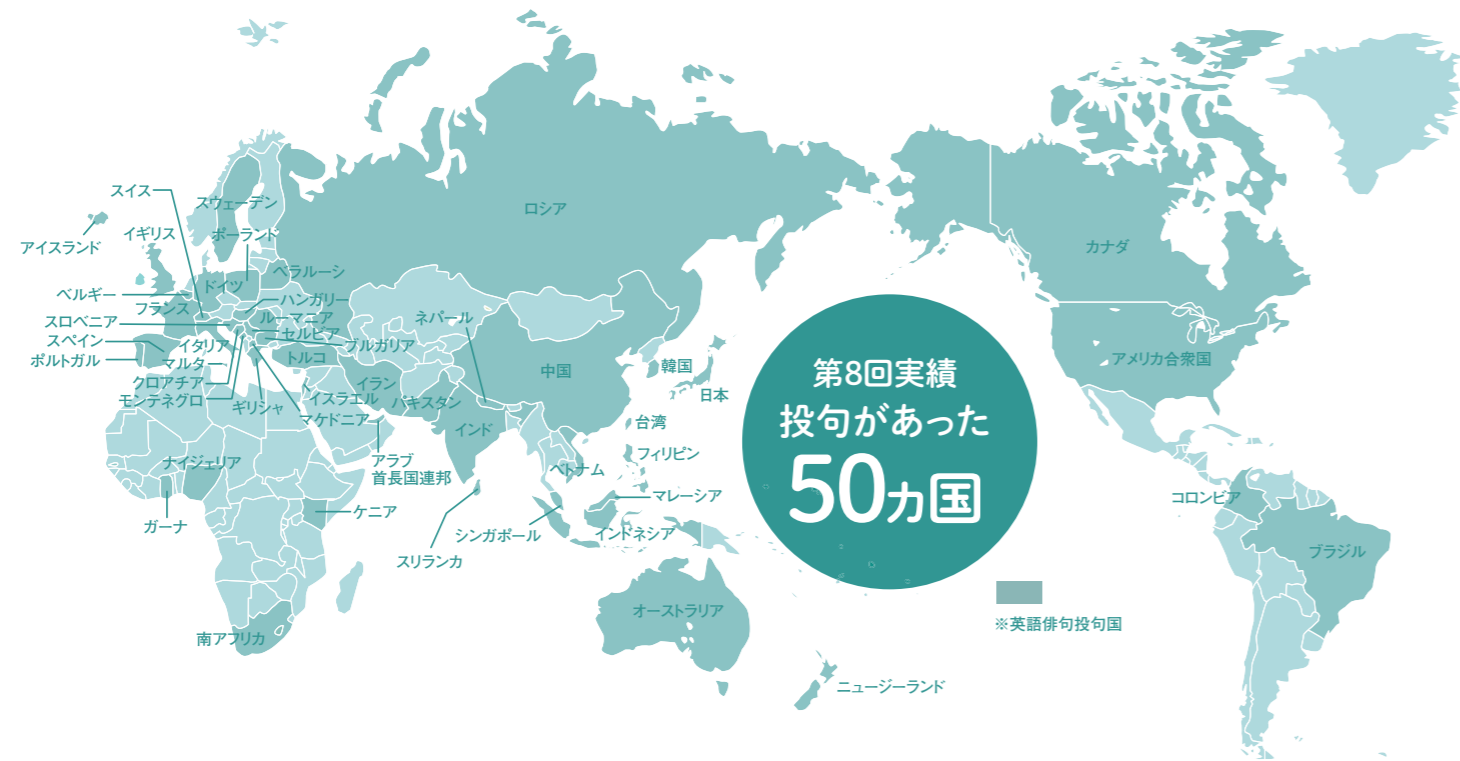 スイス
スウェーデン
アイスランド
イギリス
ポーランド
ロシア
カナダ
ベラルーシ
ベルギー
ドイツ
ハンガリー
フランス
スロベニア
ルーマニア
セルビア
ネパール
スペイン
イタリア
ブルガリア
ポルトガル
マルタ
トルコ
クロアチア
モンテネグロ
ギリシャ
イラン
イスラエル
パキスタン
マケドニア
中国
韓国
日本
インド
台湾
アメリカ合衆国
第8回実績
投句があった
50ヵ国
ナイジェリア
アラブ
首長国連邦
ベトナム
フィリピン
マレーシア
コロンビア
ガーナ
ケニア
シンガポール
インドネシア
スリランカ
ブラジル
オーストラリア
※英語俳句投句国
南アフリカ
ニュージーランド